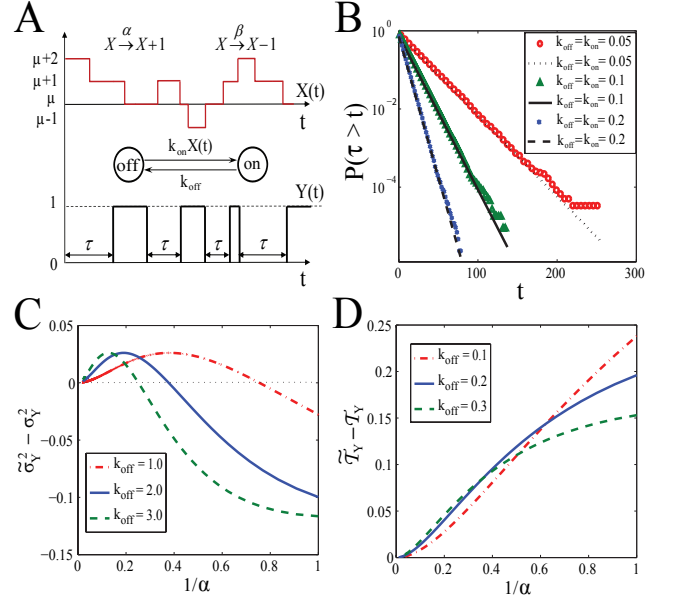 A
α
X→X+1
β
X→X-1
μ+2
μ+1
μ
μ-1
X(t)
t
off
k_on X(t)
k_off
on
Y(t)
1
0
τ
τ
τ
τ
t
B
P(τ > t)
10^0
10^-2
10^-4
k_off = k_on = 0.05
k_off = k_on = 0.05
k_off = k_on = 0.1
k_off = k_on = 0.1
k_off = k_on = 0.2
k_off = k_on = 0.2
0
100
200
300
t
C
σ̃_Y^2 − σ_Y^2
0.05
0
−0.05
−0.1
−0.15
k_off = 1.0
k_off = 2.0
k_off = 3.0
0
0.2
0.4
0.6
0.8
1
1/α
D
𝒯̃_Y − 𝒯_Y
0.25
0.2
0.15
0.1
0.05
0
k_off = 0.1
k_off = 0.2
k_off = 0.3
0
0.2
0.4
0.6
0.8
1
1/α